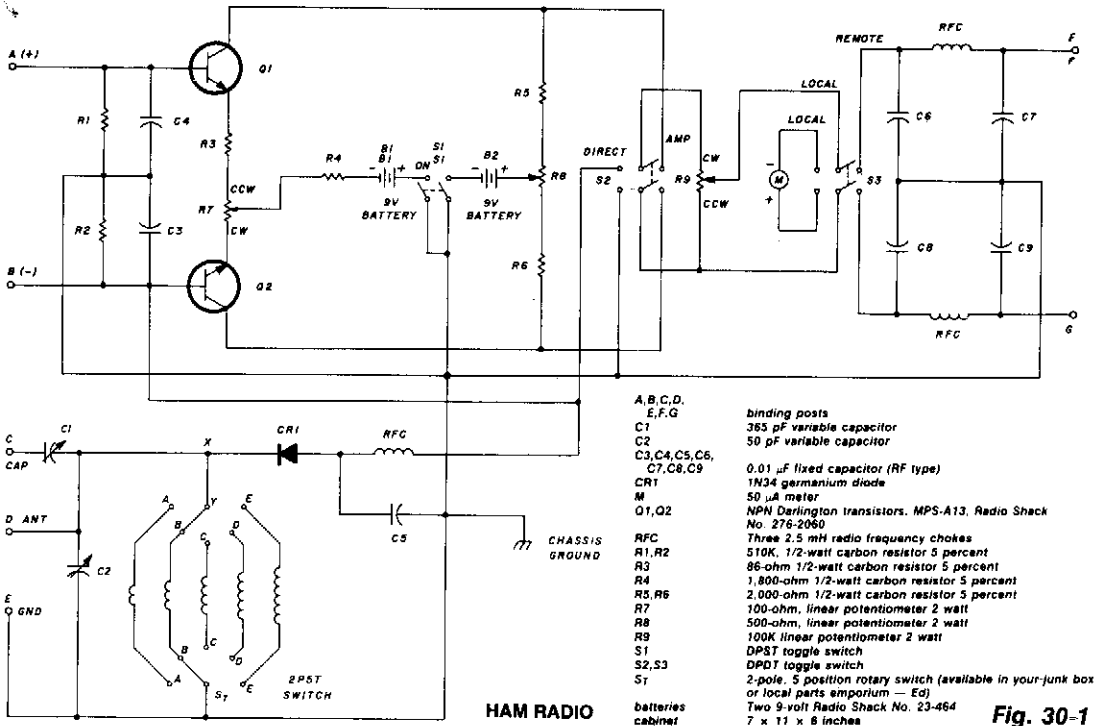 A (+)
Q1
R1
C4
R3
CCW
R7
CW
R2
C3
B (-)
Q2
R4
B1
B1
- +
9V
BATTERY
ON
S1
S1
B2
- +
9V
BATTERY
R5
R8
R6
DIRECT
S2
AMP
CW
R9
CCW
LOCAL
LOCAL
-
M
+
REMOTE
S3
RFC
F
F
C6
C7
C8
C9
RFC
G
C
C1
CAP
D ANT
C2
E
GND
X
CR1
RFC
C5
CHASSIS
GROUND
A
B
Y
C
D
E
A
B
C
D
E
ST
2PST
SWITCH
A,B,C,D,
E,F,G binding posts
C1 365 pF variable capacitor
C2 50 pF variable capacitor
C3,C4,C5,C6,
C7,C8,C9 0.01 µF fixed capacitor (RF type)
CR1 1N34 germanium diode
M 50 µA meter
Q1,Q2 NPN Darlington transistors. MPS-A13, Radio Shack
No. 276-2060
RFC Three 2.5 mH radio frequency chokes
R1,R2 510K, 1/2-watt carbon resistor 5 percent
R3 86-ohm 1/2-watt carbon resistor 5 percent
R4 1,800-ohm 1/2-watt carbon resistor 5 percent
R5,R6 2,000-ohm 1/2-watt carbon resistor 5 percent
R7 100-ohm, linear potentiometer 2 watt
R8 500-ohm, linear potentiometer 2 watt
R9 100K linear potentiometer 2 watt
S1 DPST toggle switch
S2,S3 DPDT toggle switch
ST 2-pole, 5 position rotary switch (available in your-junk box
or local parts emporium — Ed)
batteries Two 9-volt Radio Shack No. 23-464
cabinet 7 x 11 x 8 inches
HAM RADIO
Fig. 30-1